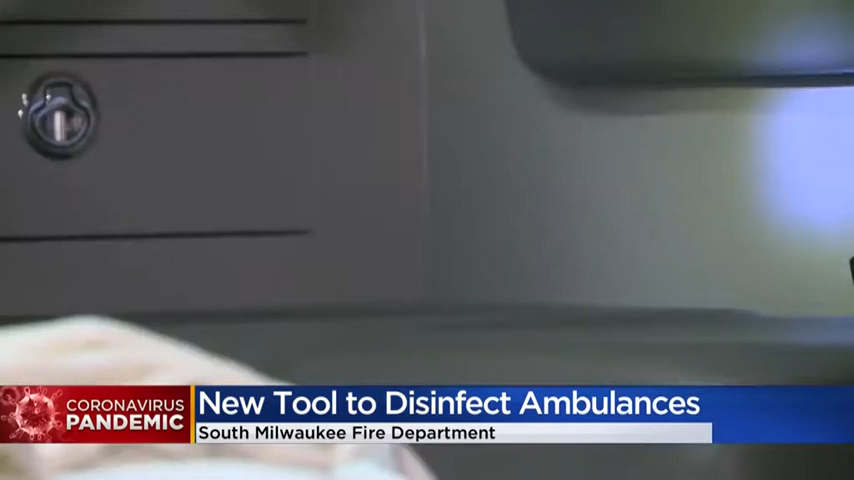 CORONAVIRUS
PANDEMIC
New Tool to Disinfect Ambulances
South Milwaukee Fire Department